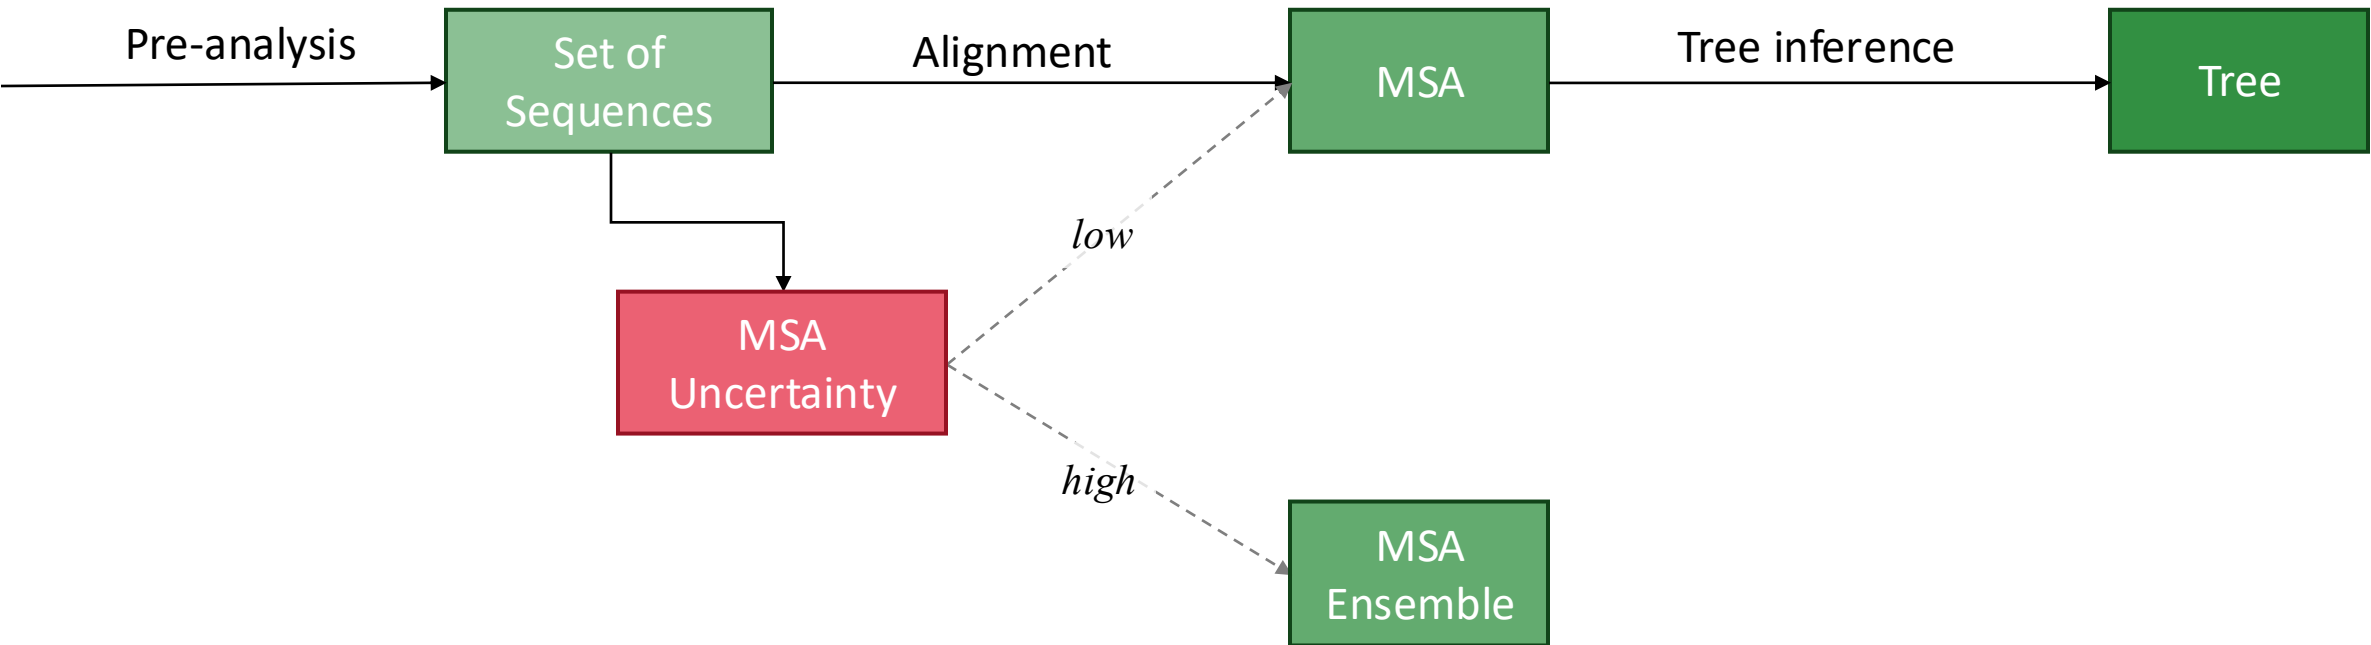 Pre-analysis
Set of
Sequences
Alignment
MSA
Tree inference
Tree
low
MSA
Uncertainty
high
MSA
Ensemble